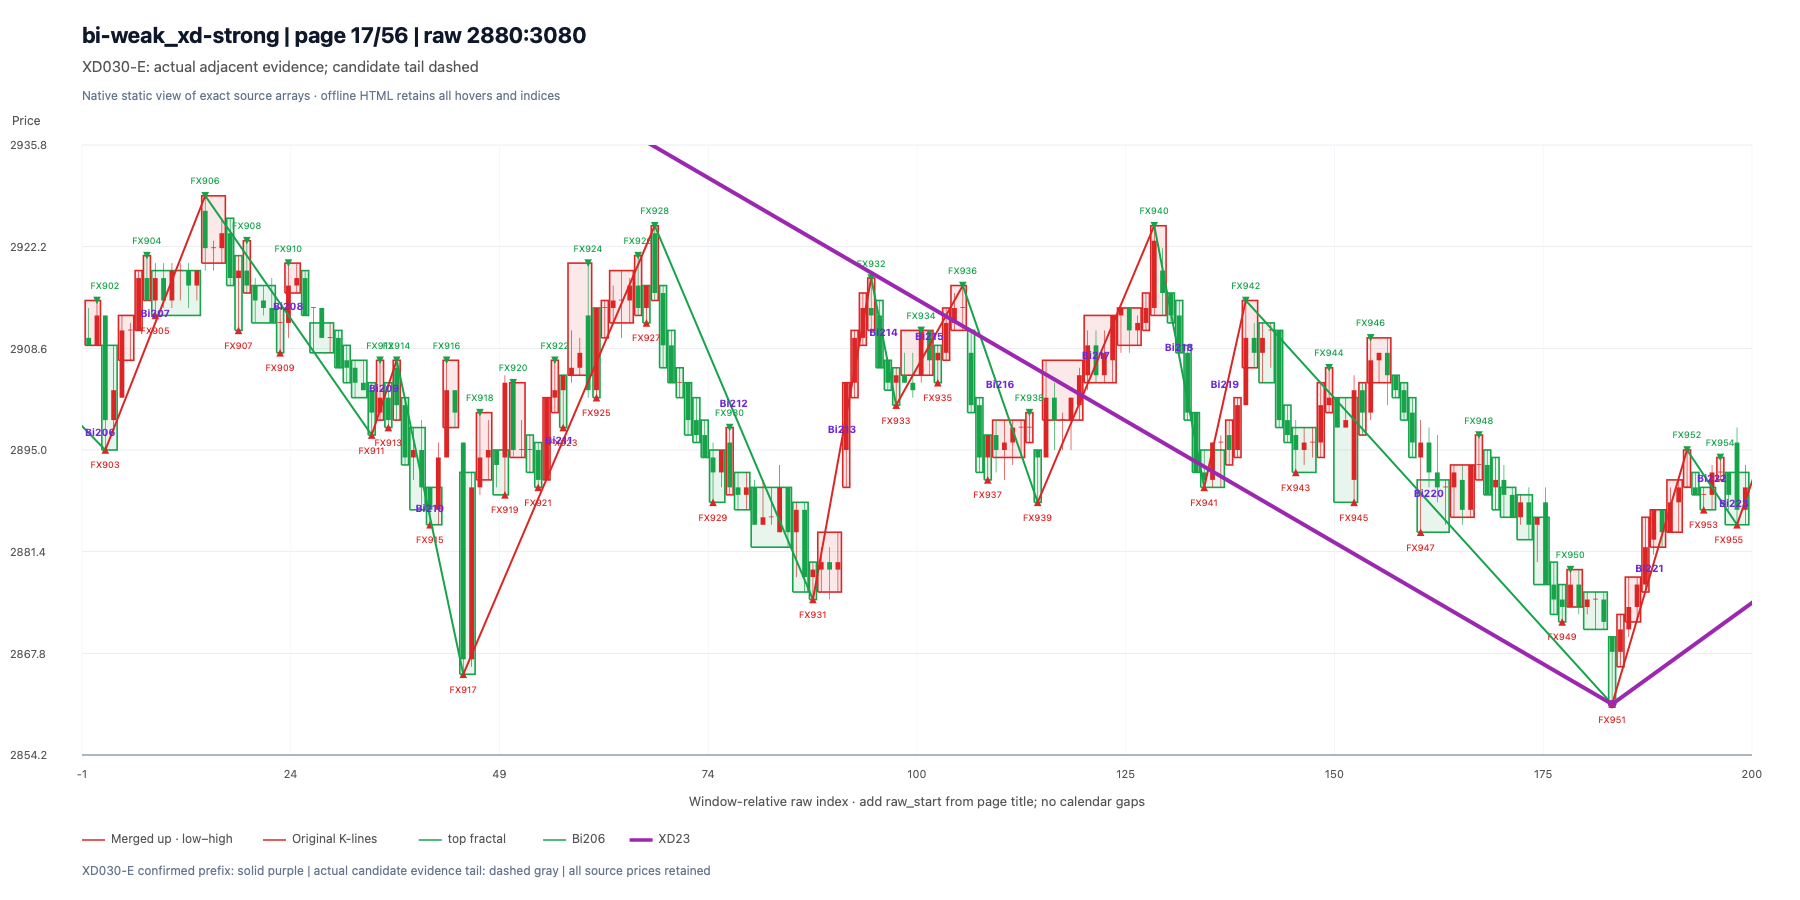 bi-weak_xd-strong | page 17/56 | raw 2880:3080
XD030-E: actual adjacent evidence; candidate tail dashed
Native static view of exact source arrays · offline HTML retains all hovers and indices
Price
2935.8
2922.2
2908.6
2895.0
2881.4
2867.8
2854.2
FX906
FX928
FX940
FX904
FX908
FX910
FX924
FX932
FX936
FX902
FX942
Bi207
Bi208
FX905
FX907
FX909
FX927
FX934
Bi214
Bi215
Bi217
Bi218
FX946
FX914
FX916
FX922
FX944
FX918
FX920
FX925
FX930
Bi212
Bi216
Bi219
FX938
FX935
FX933
Bi206
Bi213
FX903
FX913
FX911
Bi209
Bi211
FX948
FX952
FX954
FX937
FX929
FX919
FX921
FX939
FX941
FX943
FX945
Bi220
FX953
Bi210
FX915
FX947
FX955
FX950
Bi221
FX931
FX949
FX917
FX951
-1 24 49 74 100 125 150 175 200
Window-relative raw index · add raw_start from page title; no calendar gaps
Merged up · low–high Original K-lines top fractal Bi206 XD23
XD030-E confirmed prefix: solid purple | actual candidate evidence tail: dashed gray | all source prices retained